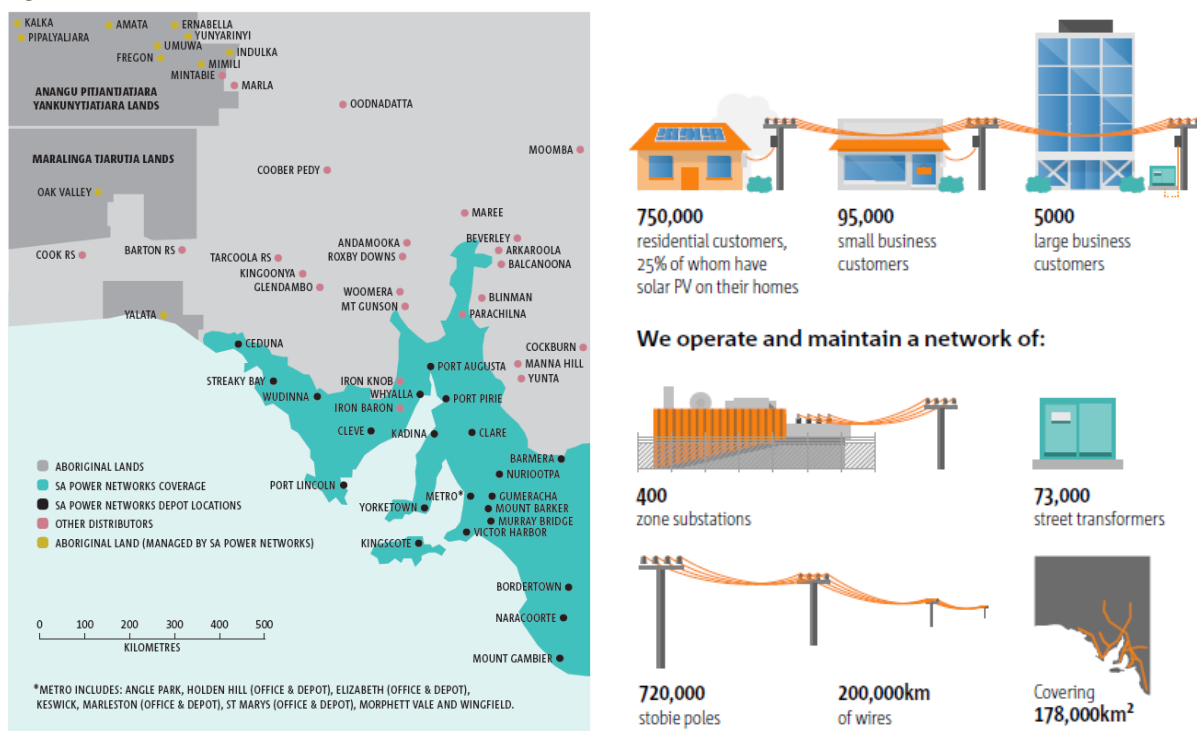 KALKA
AMATA
ERNABELLA
PIPALYALJARA
YUNYARINYI
UMUWA
FREGON
INDULKA
MIMILI
MINTABIE
MARLA
ANANGU PITJANTJATJARA
YANKUNYTJATJARA LANDS
OODNADATTA
MARALINGA TJARUTJA LANDS
MOOMBA
COOBER PEDY
OAK VALLEY
MAREE
BEVERLEY
ANDAMOOKA
ARKAROOLA
BARTON RS
COOK RS
TARCOOLA RS
ROXBY DOWNS
BALCANOONA
KINGOONYA
GLENDAMBO
WOOMERA
BLINMAN
MT GUNSON
YALATA
PARACHILNA
CEDUNA
COCKBURN
PORT AUGUSTA
MANNA HILL
STREAKY BAY
IRON KNOB
YUNTA
WUDINNA
WHYALLA
PORT PIRIE
IRON BARON
CLEVE
KADINA
CLARE
BARMERA
NURIOOTPA
PORT LINCOLN
METRO*
GUMERACHA
YORKETOWN
MOUNT BARKER
MURRAY BRIDGE
VICTOR HARBOR
KINGSCOTE
BORDERTOWN
NARACOORTE
MOUNT GAMBIER
ABORIGINAL LANDS
SA POWER NETWORKS COVERAGE
SA POWER NETWORKS DEPOT LOCATIONS
OTHER DISTRIBUTORS
ABORIGINAL LAND (MANAGED BY SA POWER NETWORKS)
0 100 200 300 400 500
KILOMETRES
*METRO INCLUDES: ANGLE PARK, HOLDEN HILL (OFFICE & DEPOT), ELIZABETH (OFFICE & DEPOT),
KESWICK, MARLESTON (OFFICE & DEPOT), ST MARYS (OFFICE & DEPOT), MORPHETT VALE AND WINGFIELD.
750,000
residential customers,
25% of whom have
solar PV on their homes
95,000
small business
customers
5000
large business
customers
We operate and maintain a network of:
400
zone substations
73,000
street transformers
720,000
stobie poles
200,000km
of wires
Covering
178,000km²